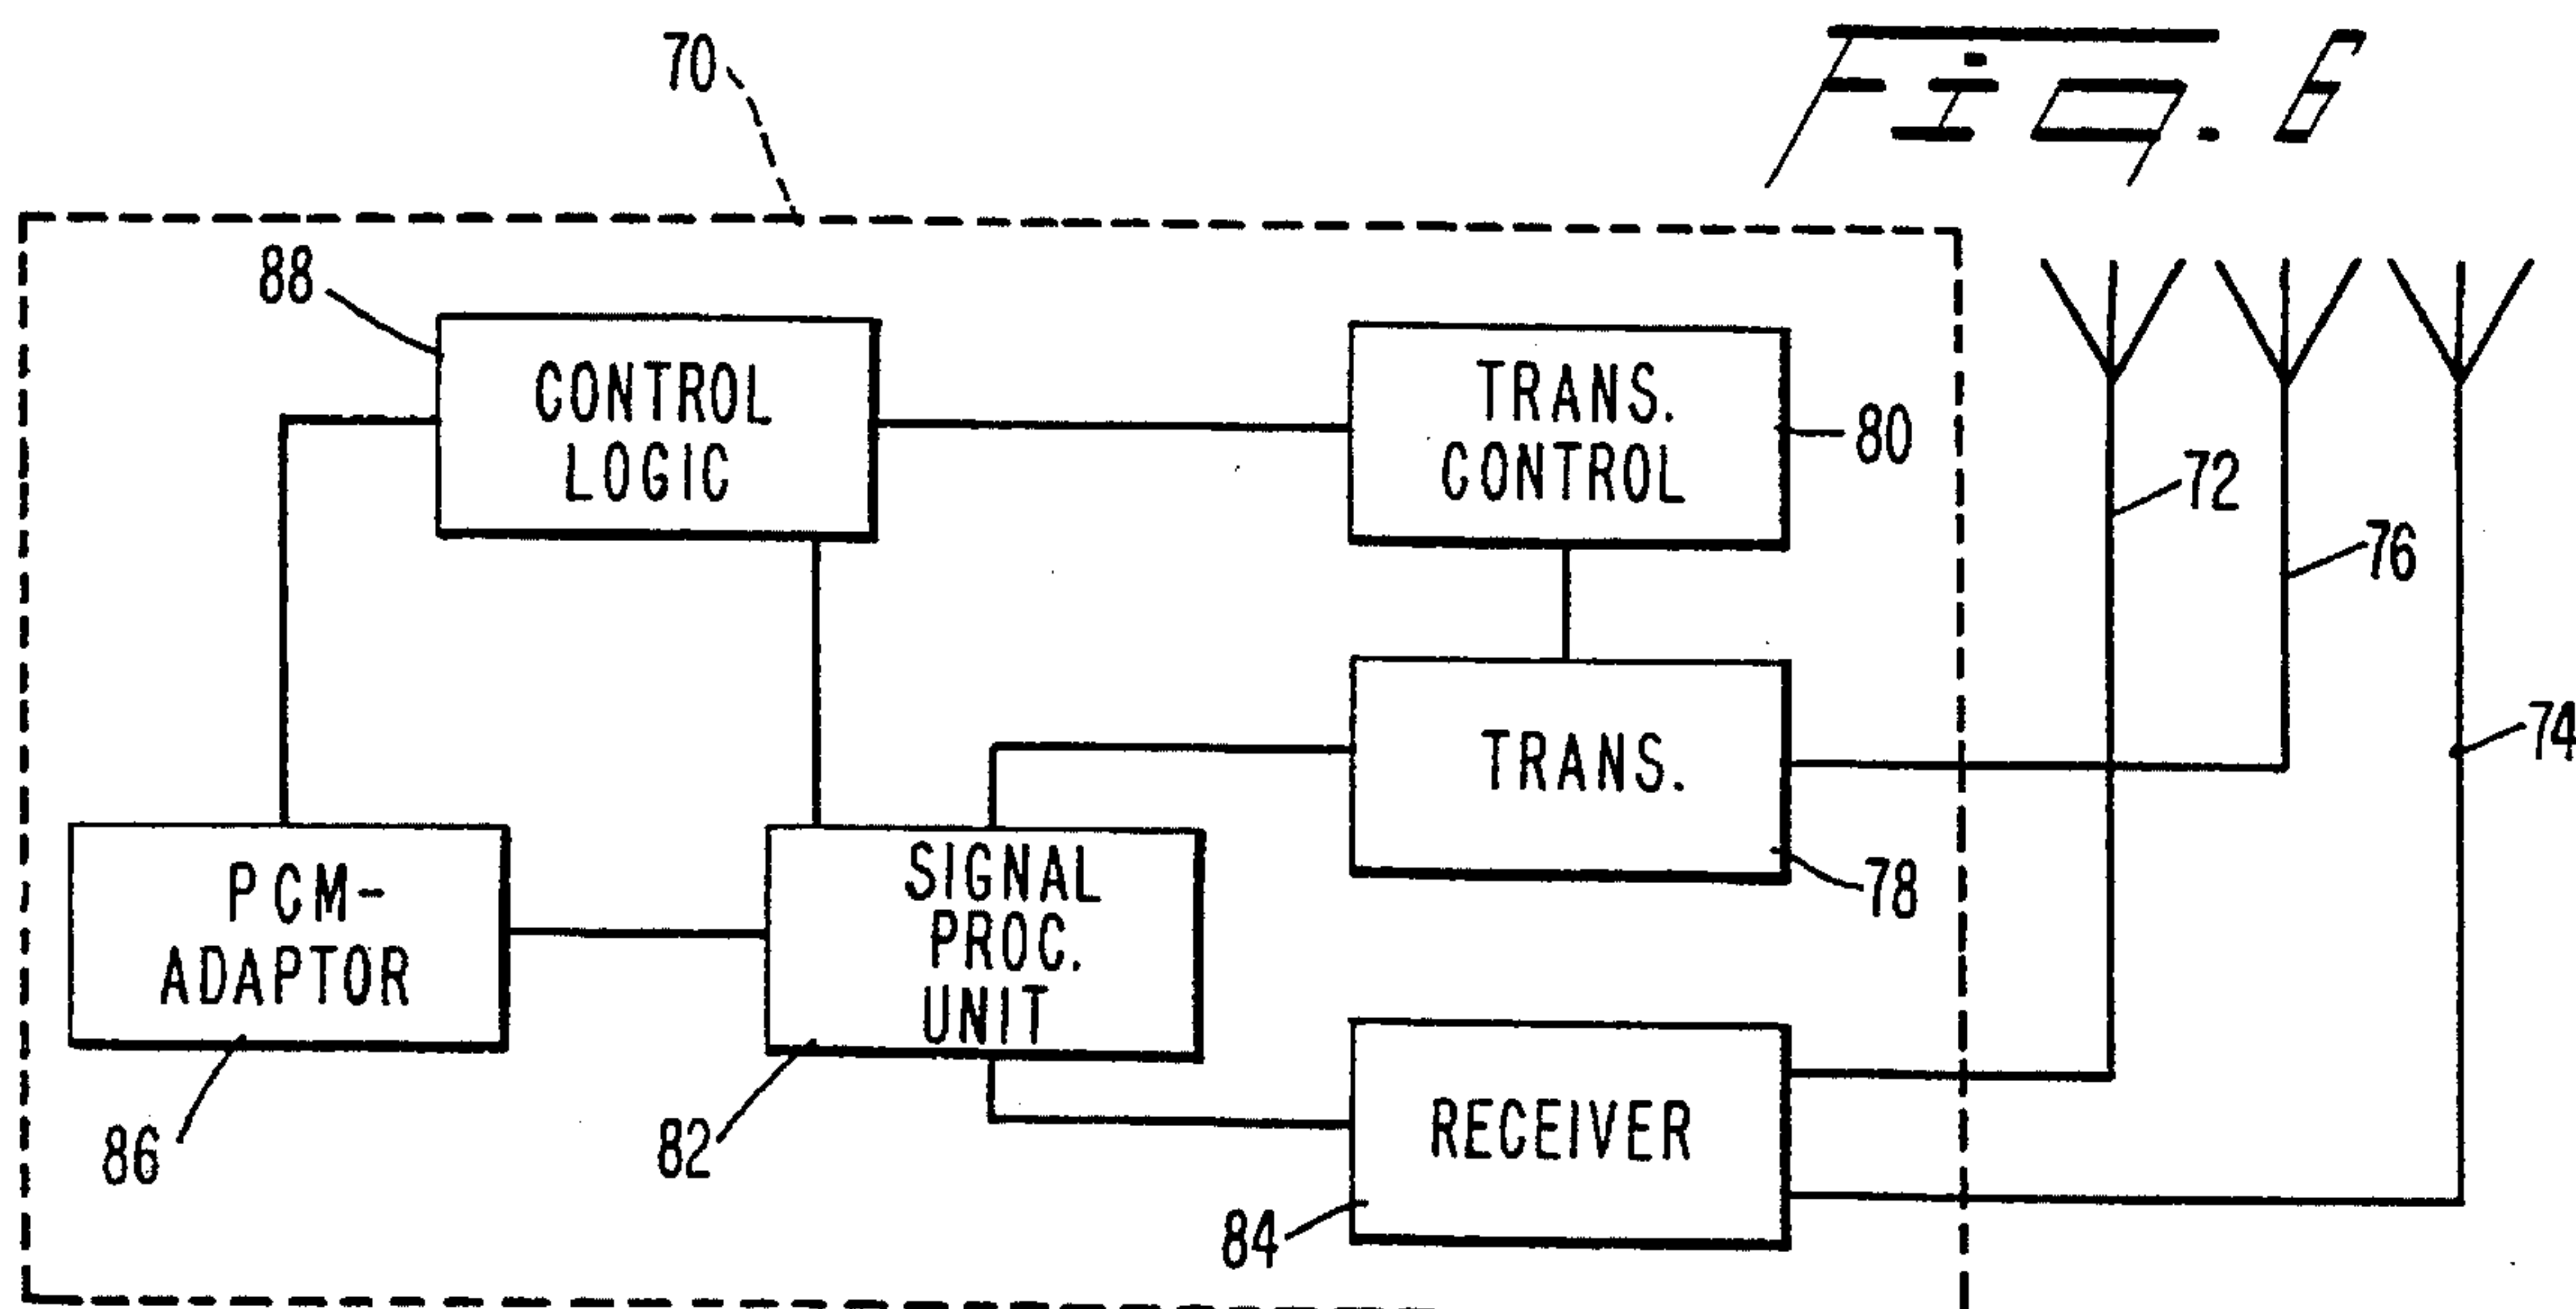 Fig. 6
70
88
CONTROL
LOGIC
TRANS.
CONTROL
80
72
76
74
TRANS.
78
PCM-
ADAPTOR
86
SIGNAL
PROC.
UNIT
82
RECEIVER
84